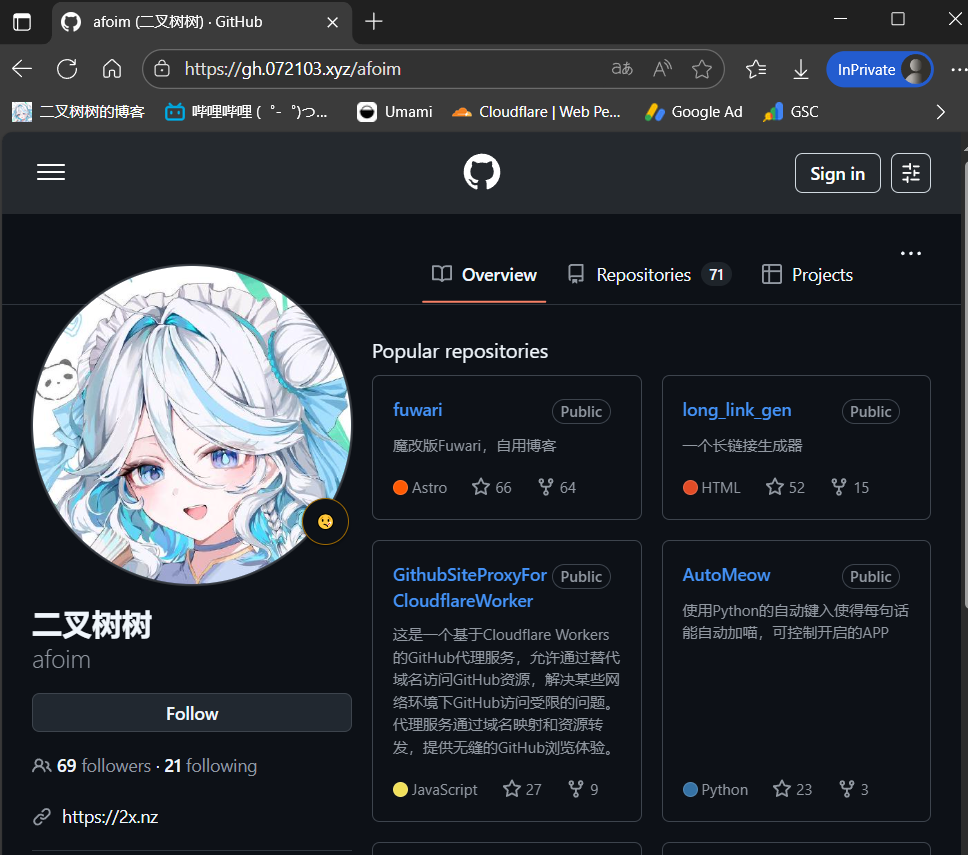 afoim (二叉树树) · GitHub
https://gh.072103.xyz/afoim
InPrivate
二叉树树的博客
哔哩哔哩 ( ゜- ゜)つ...
Umami
Cloudflare | Web Pe...
Google Ad
GSC
Sign in
Overview
Repositories 71
Projects
Popular repositories
fuwari Public
魔改版Fuwari，自用博客
Astro 66 64
long_link_gen Public
一个长链接生成器
HTML 52 15
GithubSiteProxyFor Public
CloudflareWorker
这是一个基于Cloudflare Workers
的GitHub代理服务，允许通过替代
域名访问GitHub资源，解决某些网
络环境下GitHub访问受限的问题。
代理服务通过域名映射和资源转
发，提供无缝的GitHub浏览体验。
JavaScript 27 9
AutoMeow Public
使用Python的自动键入使得每句话
能自动加喵，可控制开启的APP
Python 23 3
二叉树树
afoim
Follow
69 followers · 21 following
https://2x.nz